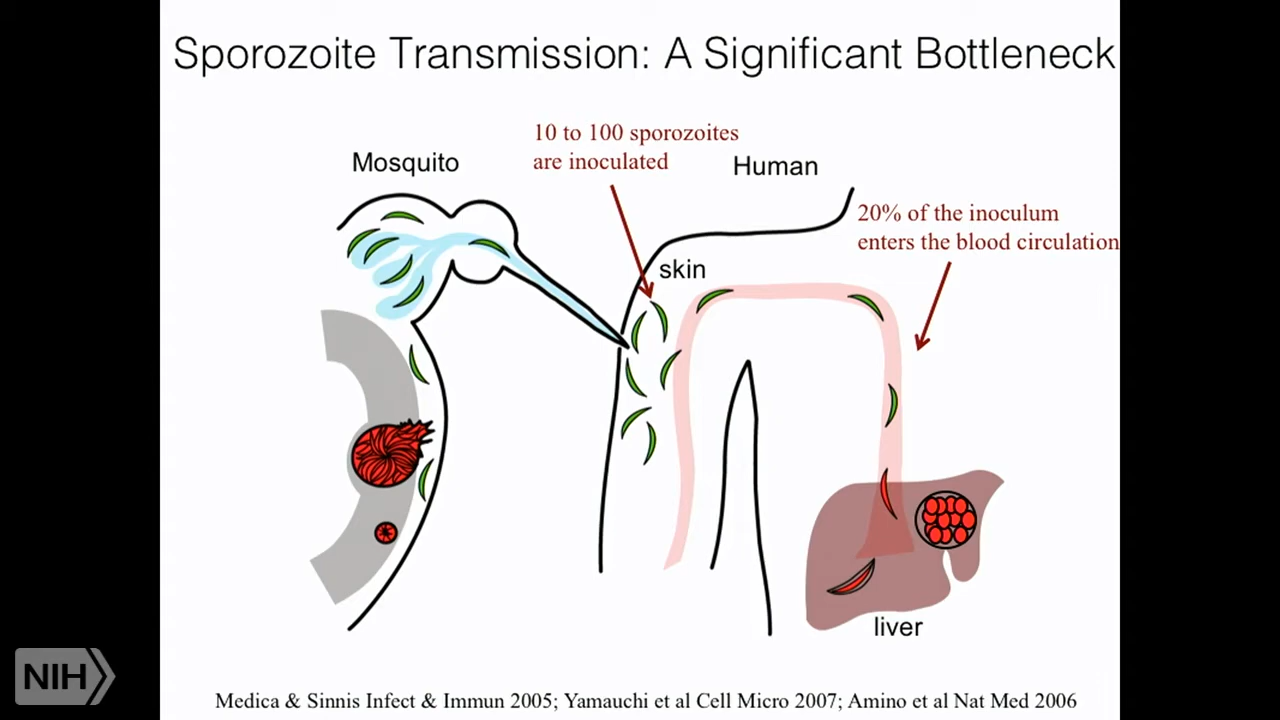 Sporozoite Transmission: A Significant Bottleneck
10 to 100 sporozoites
are inoculated
Mosquito
Human
20% of the inoculum
enters the blood circulation
skin
liver
NIH
Medica & Sinnis Infect & Immun 2005; Yamauchi et al Cell Micro 2007; Amino et al Nat Med 2006